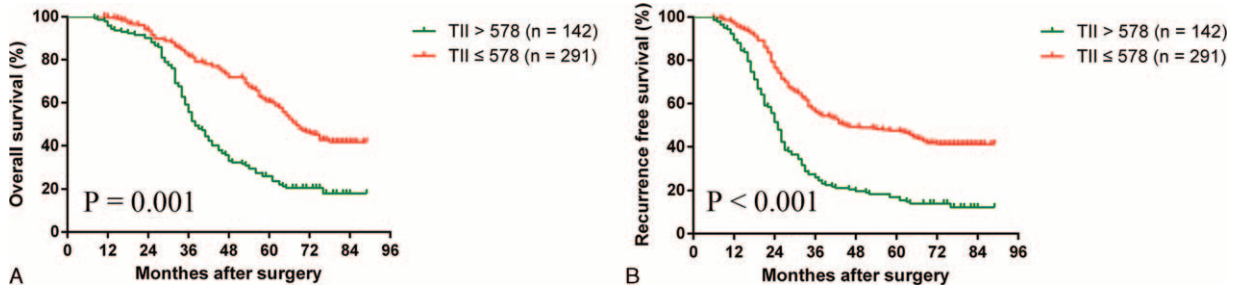 Overall survival (%)
100
80
60
40
20
0
0 12 24 36 48 60 72 84 96
Monthes after surgery
P = 0.001
TII > 578 (n = 142)
TII ≤ 578 (n = 291)
A
Recurrence free survival (%)
100
80
60
40
20
0
0 12 24 36 48 60 72 84 96
Monthes after surgery
P < 0.001
TII > 578 (n = 142)
TII ≤ 578 (n = 291)
B